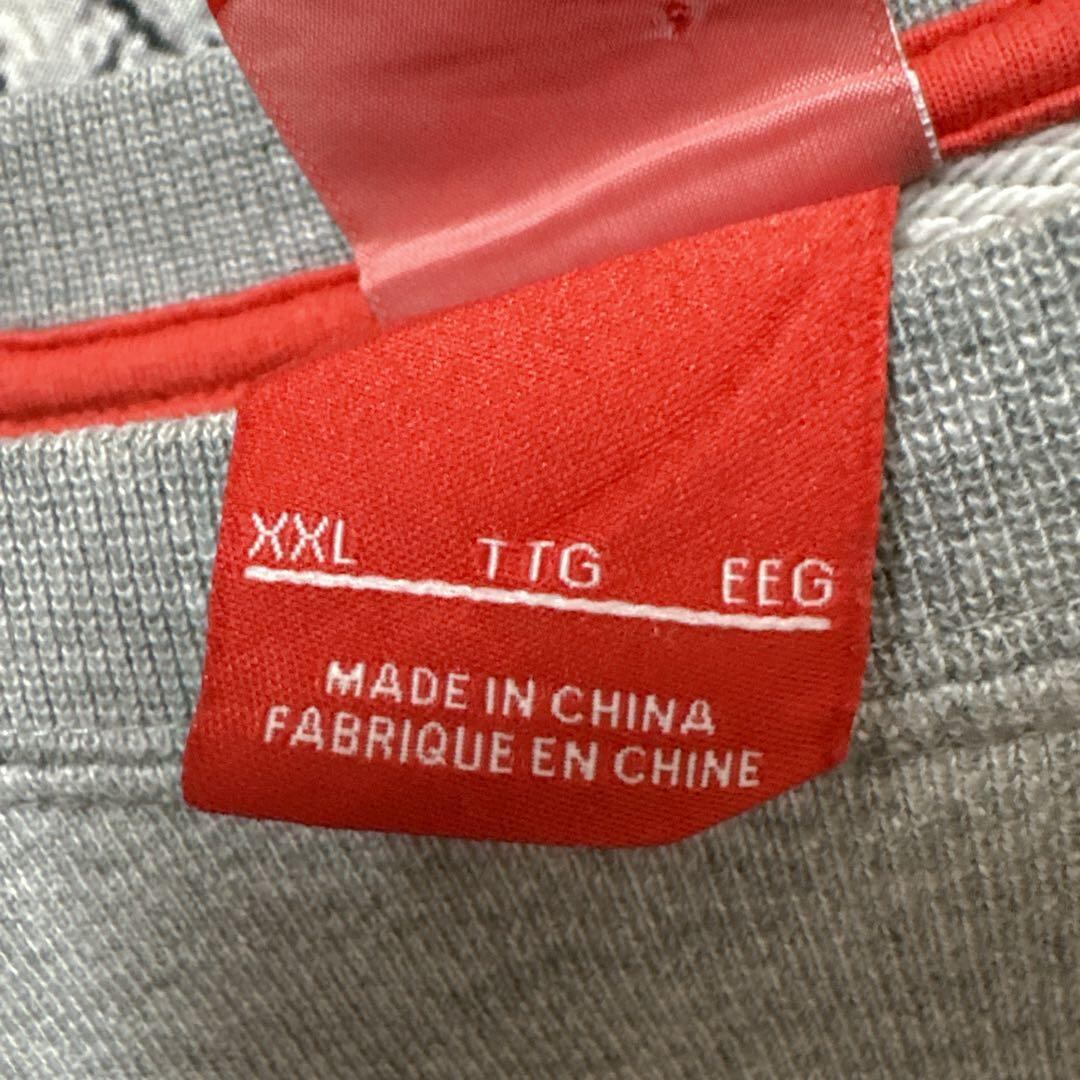 XXL TTG EEG
MADE IN CHINA
FABRIQUE EN CHINE